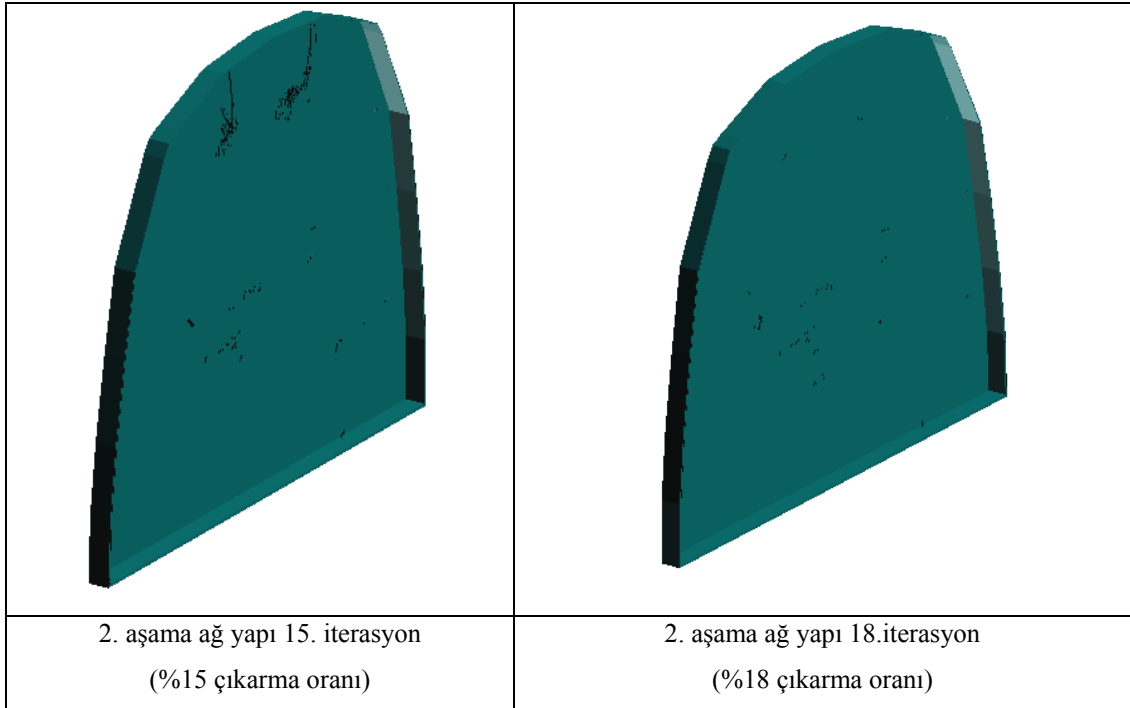 2. aşama ağ yapı 15. iterasyon
(%15 çıkarma oranı)
2. aşama ağ yapı 18.iterasyon
(%18 çıkarma oranı)